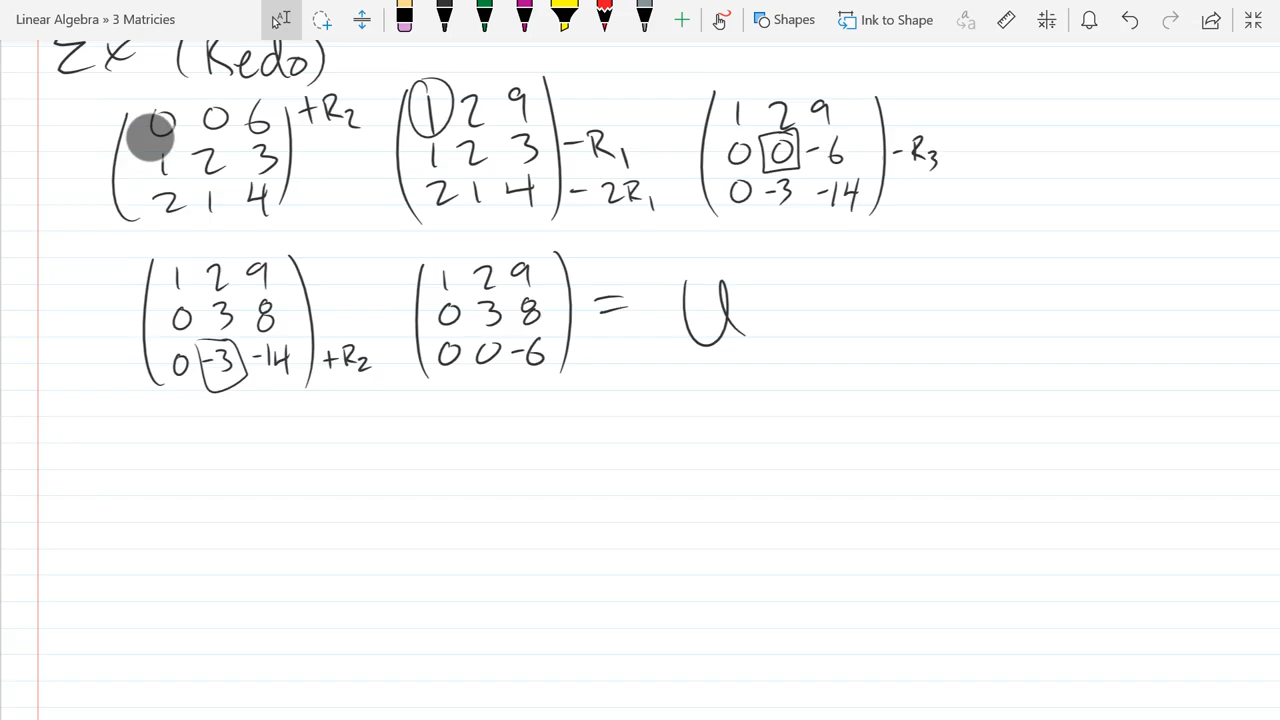 Linear Algebra » 3 Matricies
Shapes
Ink to Shape
Ex (Redo)
( 0 0 6 ) +R2 ( 1 2 9 ) ( 1 2 9 )
( 1 2 3 ) ( 1 2 3 ) -R1 ( 0 0 -6 ) -R3
( 2 1 4 ) ( 2 1 4 ) -2R1 ( 0 -3 -14 )
( 1 2 9 ) ( 1 2 9 )
( 0 3 8 ) ( 0 3 8 ) = U
( 0 -3 -14 ) +R2 ( 0 0 -6 )